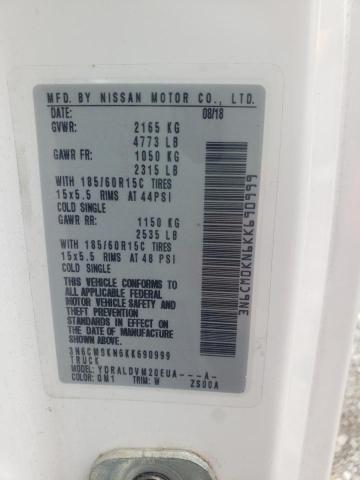 MFD. BY NISSAN MOTOR CO., LTD.
DATE: 08/18
GVWR: 2165 KG
4773 LB
GAWR FR: 1050 KG
2315 LB
WITH 185/60R15C TIRES
15x5.5 RIMS AT 44PSI
COLD SINGLE
GAWR RR: 1150 KG
2535 LB
WITH 185/60R15C TIRES
15x5.5 RIMS AT 48 PSI
COLD SINGLE
THIS VEHICLE CONFORMS TO
ALL APPLICABLE FEDERAL
MOTOR VEHICLE SAFETY
AND THEFT PREVENTION
STANDARDS IN EFFECT ON
THE DATE OF MANUFACTURE
SHOWN ABOVE.
3N6CM0KN6KK690999
TRUCK
MODEL: YDRALDVM20EUA---A-
COLOR: QM1 TRIM: W 2S00A
3N6CM0KN6KK690999